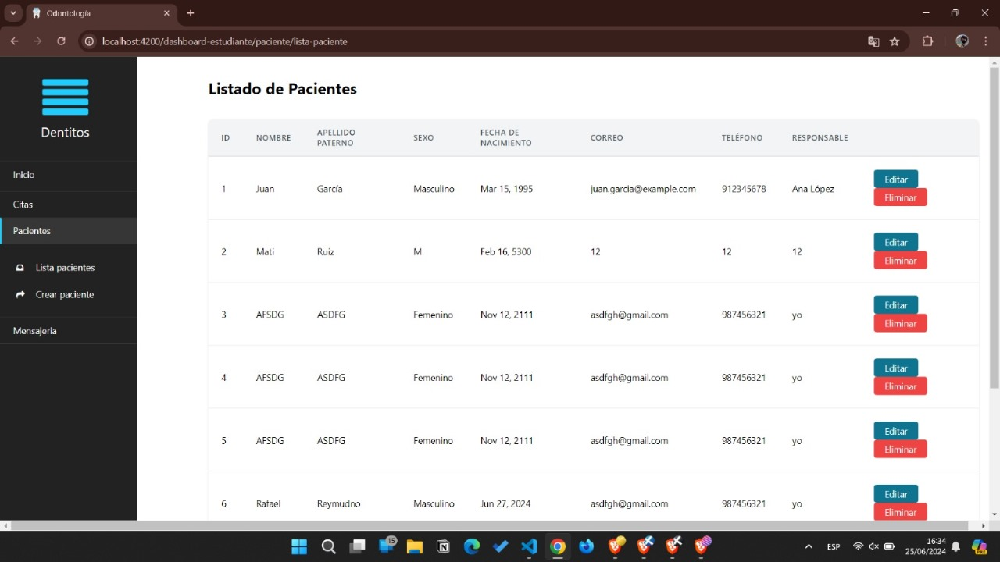 Odontología
localhost:4200/dashboard-estudiante/paciente/lista-paciente
Dentitos
Inicio
Citas
Pacientes
Lista pacientes
Crear paciente
Mensajeria
Listado de Pacientes
ID NOMBRE APELLIDO PATERNO SEXO FECHA DE NACIMIENTO CORREO TELÉFONO RESPONSABLE
1 Juan García Masculino Mar 15, 1995 juan.garcia@example.com 912345678 Ana López Editar Eliminar
2 Mati Ruiz M Feb 16, 5300 12 12 12 Editar Eliminar
3 AFSDG ASDFG Femenino Nov 12, 2111 asdfgh@gmail.com 987456321 yo Editar Eliminar
4 AFSDG ASDFG Femenino Nov 12, 2111 asdfgh@gmail.com 987456321 yo Editar Eliminar
5 AFSDG ASDFG Femenino Nov 12, 2111 asdfgh@gmail.com 987456321 yo Editar Eliminar
6 Rafael Reymudno Masculino Jun 27, 2024 asdfgh@gmail.com 987456321 yo Editar Eliminar
15
ESP
16:34
25/06/2024
PRE